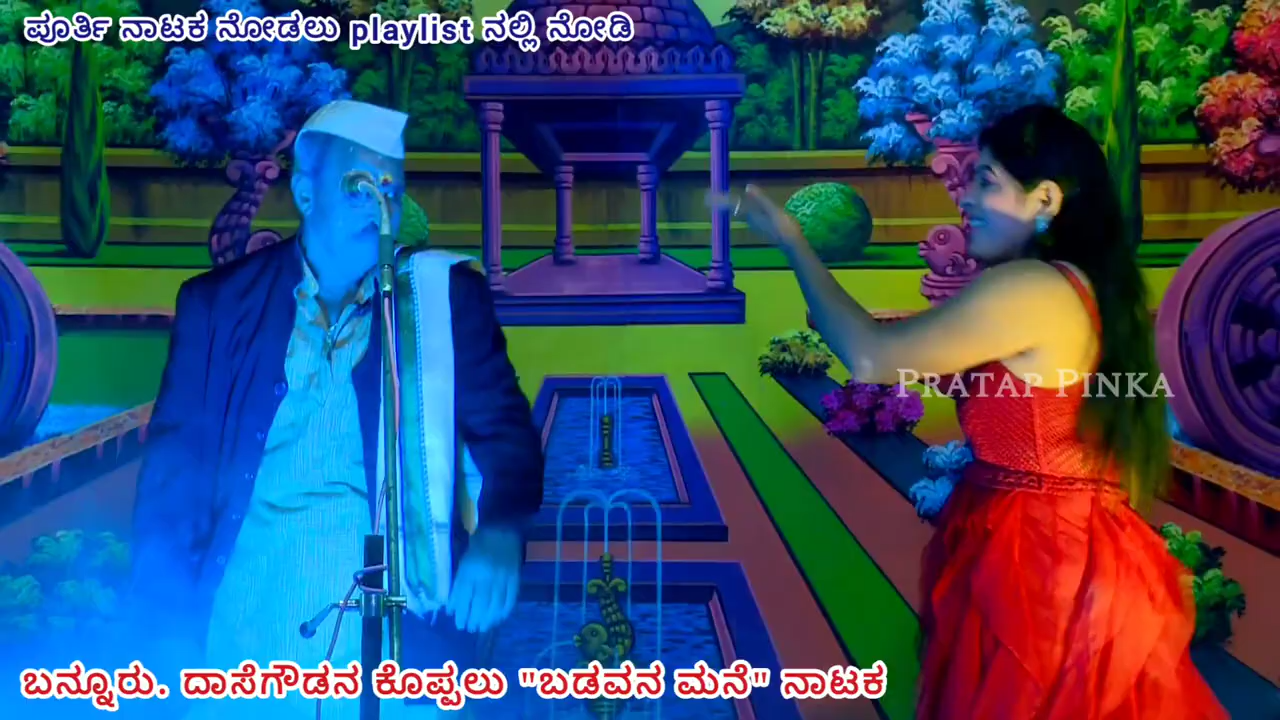 ಪೂರ್ತಿ ನಾಟಕ ನೋಡಲು playlist ನಲ್ಲಿ ನೋಡಿ
PRATAP PINKA
ಬನ್ನೂರು. ದಾಸೆಗೌಡನ ಕೊಪ್ಪಲು "ಬಡವನ ಮನೆ" ನಾಟಕ